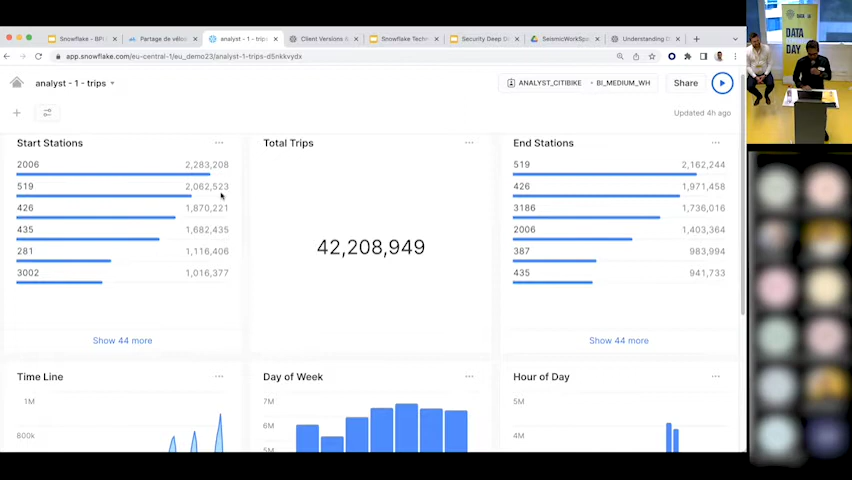 Snowflake - BPI
Partage de vélos
analyst - 1 - trips
Client Versions &
Snowflake Techn
Security Deep D
SeismicWorkSpa
Understanding D
app.snowflake.com/eu-central-1/eu_demo23/analyst-1-trips-d5nkkvydx
analyst - 1 - trips
ANALYST_CITIBIKE
BI_MEDIUM_WH
Share
Updated 4h ago
Start Stations
2006 2,283,208
519 2,062,523
426 1,870,221
435 1,682,435
281 1,116,406
3002 1,016,377
Show 44 more
Total Trips
42,208,949
End Stations
519 2,162,244
426 1,971,458
3186 1,736,016
2006 1,403,364
387 983,994
435 941,733
Show 44 more
Time Line
1M
800k
Day of Week
7M
6M
5M
Hour of Day
5M
4M
DATA
DAY